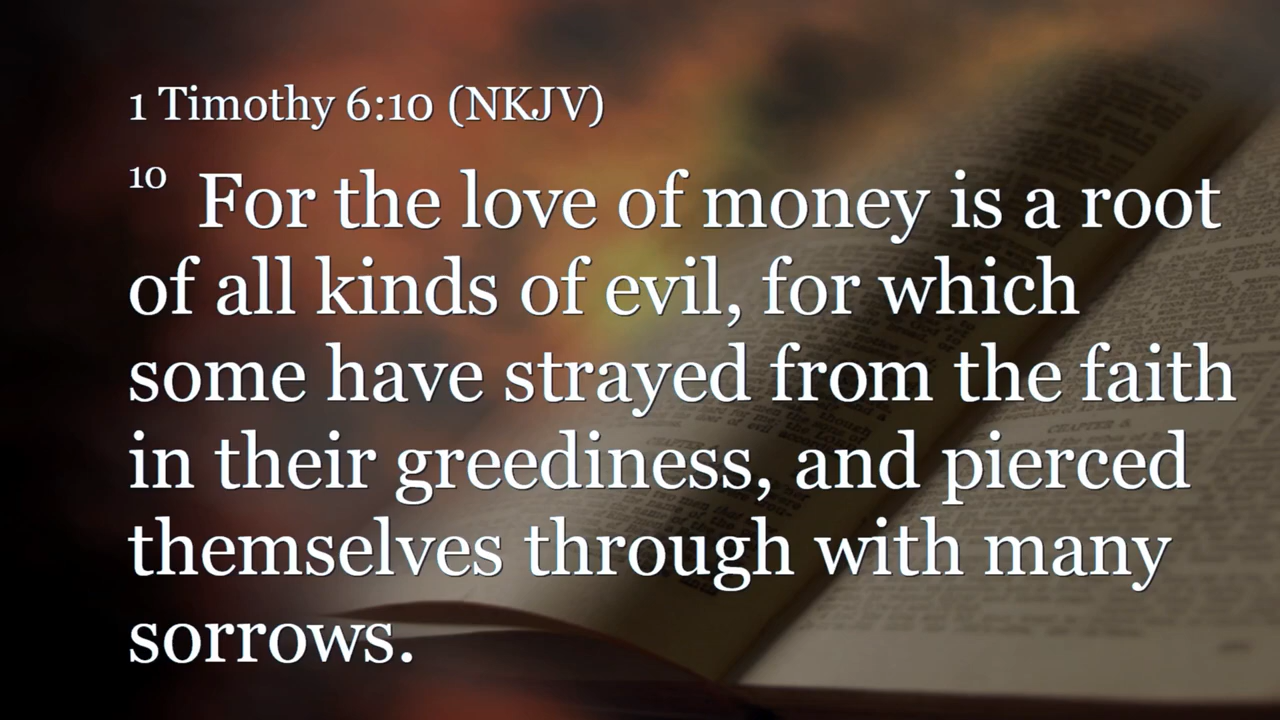 1 Timothy 6:10 (NKJV)
10 For the love of money is a root
of all kinds of evil, for which
some have strayed from the faith
in their greediness, and pierced
themselves through with many
sorrows.